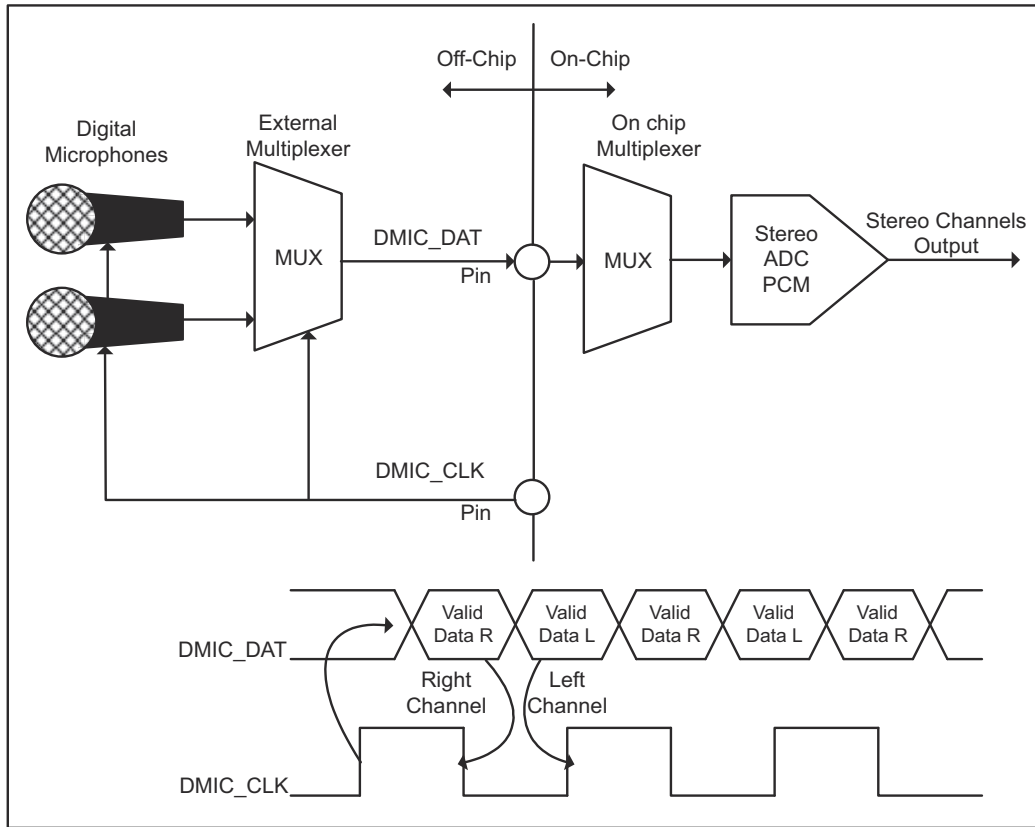 Off-Chip
On-Chip
Digital
Microphones
External
Multiplexer
On chip
Multiplexer
MUX
DMIC_DAT
Pin
MUX
Stereo
ADC
PCM
Stereo Channels
Output
DMIC_CLK
Pin
DMIC_DAT
Valid
Data R
Valid
Data L
Valid
Data R
Valid
Data L
Valid
Data R
Right
Channel
Left
Channel
DMIC_CLK